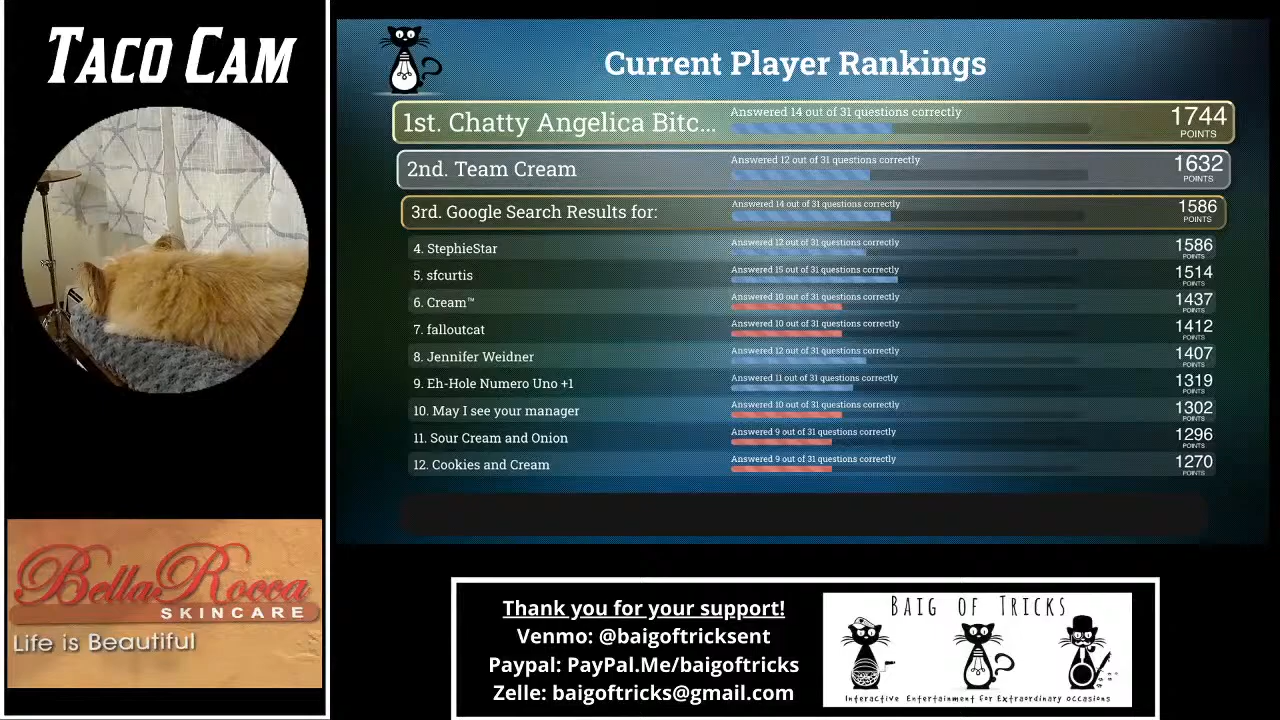 TACO CAM
Current Player Rankings
1st. Chatty Angelica Bitc...
Answered 14 out of 31 questions correctly
1744
POINTS
2nd. Team Cream
Answered 12 out of 31 questions correctly
1632
POINTS
3rd. Google Search Results for:
Answered 14 out of 31 questions correctly
1586
POINTS
4. StephieStar
Answered 12 out of 31 questions correctly
1586
POINTS
5. sfcurtis
Answered 15 out of 31 questions correctly
1514
POINTS
6. Cream™
Answered 10 out of 31 questions correctly
1437
POINTS
7. falloutcat
Answered 10 out of 31 questions correctly
1412
POINTS
8. Jennifer Weidner
Answered 12 out of 31 questions correctly
1407
POINTS
9. Eh-Hole Numero Uno +1
Answered 11 out of 31 questions correctly
1319
POINTS
10. May I see your manager
Answered 10 out of 31 questions correctly
1302
POINTS
11. Sour Cream and Onion
Answered 9 out of 31 questions correctly
1296
POINTS
12. Cookies and Cream
Answered 9 out of 31 questions correctly
1270
POINTS
BellaRocca
SKINCARE
Life is Beautiful
Thank you for your support!
Venmo: @baigoftricksent
Paypal: PayPal.Me/baigoftricks
Zelle: baigoftricks@gmail.com
BAIG OF TRICKS
Interactive Entertainment for Extraordinary occasions